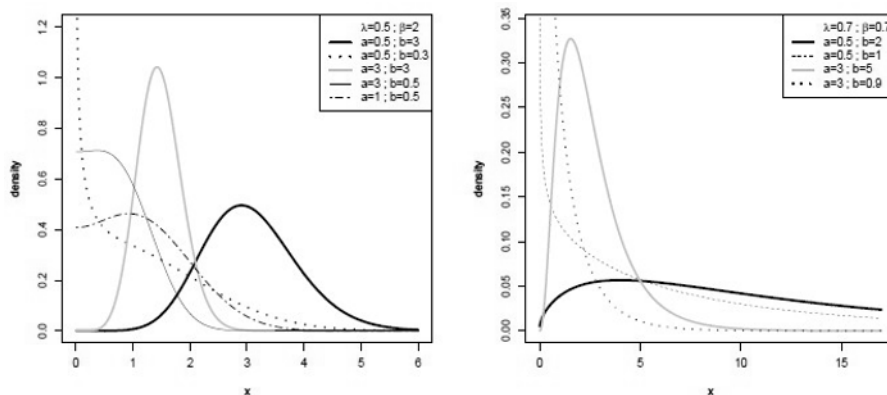 λ=0.5 ; β=2
a=0.5 ; b=3
a=0.5 ; b=0.3
a=3 ; b=3
a=3 ; b=0.5
a=1 ; b=0.5
density
1.2
1.0
0.8
0.6
0.4
0.2
0.0
0 1 2 3 4 5 6
x
λ=0.7 ; β=0.7
a=0.5 ; b=2
a=0.5 ; b=1
a=3 ; b=5
a=3 ; b=0.9
density
0.35
0.30
0.25
0.20
0.15
0.10
0.05
0.00
0 5 10 15
x